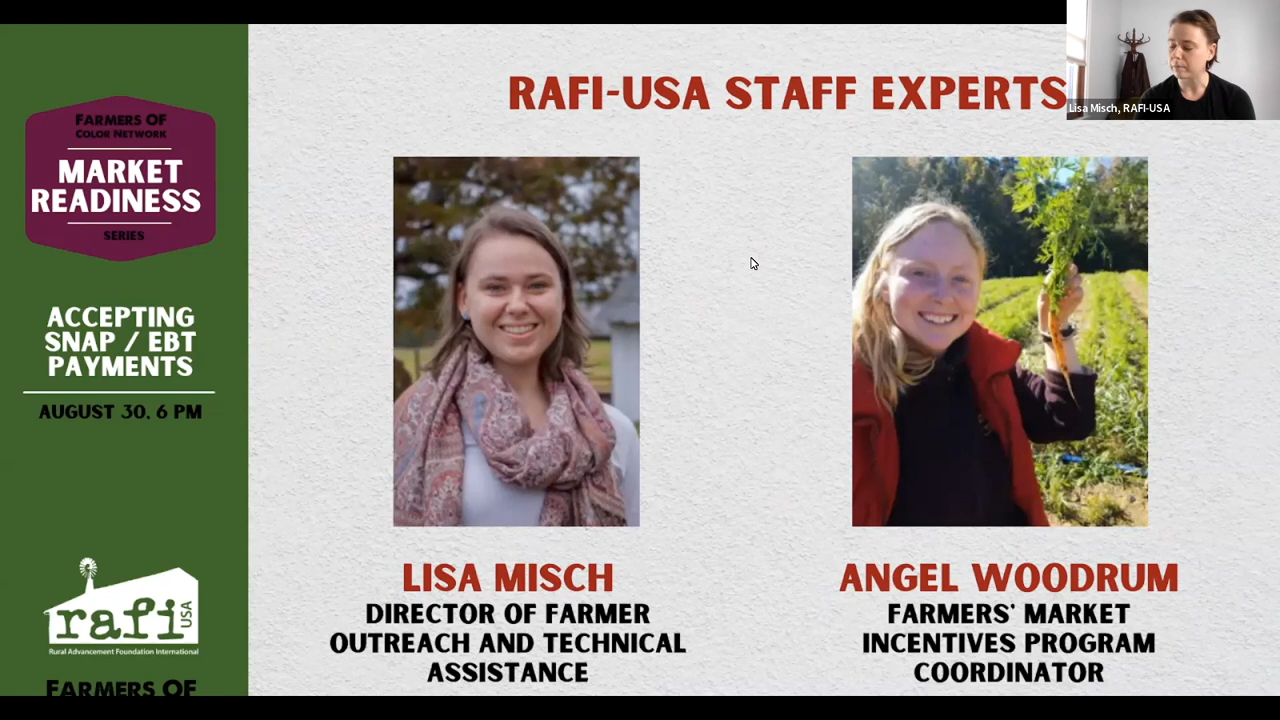 FARMERS OF
COLOR NETWORK
MARKET
READINESS
SERIES
ACCEPTING
SNAP / EBT
PAYMENTS
AUGUST 30, 6 PM
rafi
USA
Rural Advancement Foundation International
FARMERS OF
RAFI-USA STAFF EXPERTS
Lisa Misch, RAFI-USA
LISA MISCH
DIRECTOR OF FARMER
OUTREACH AND TECHNICAL
ASSISTANCE
ANGEL WOODRUM
FARMERS' MARKET
INCENTIVES PROGRAM
COORDINATOR